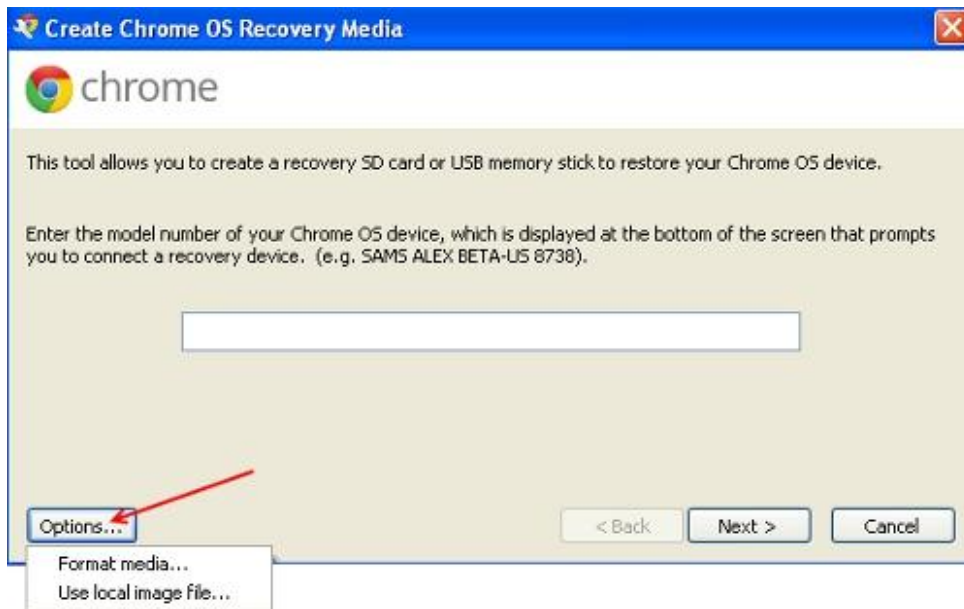 Create Chrome OS Recovery Media
chrome
This tool allows you to create a recovery SD card or USB memory stick to restore your Chrome OS device.
Enter the model number of your Chrome OS device, which is displayed at the bottom of the screen that prompts
you to connect a recovery device. (e.g. SAMS ALEX BETA-US 8738).
Options...
< Back
Next >
Cancel
Format media...
Use local image file...